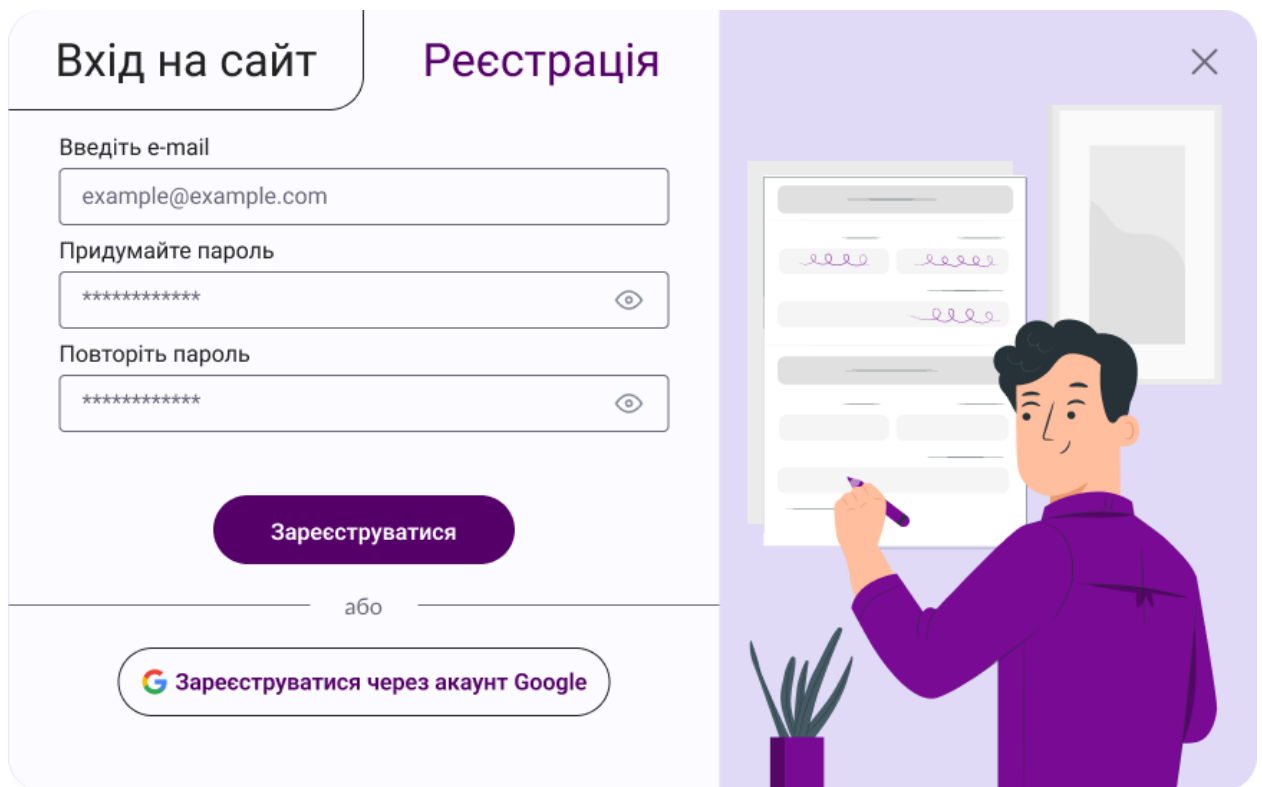 Вхід на сайт
Реєстрація
Введіть e-mail
example@example.com
Придумайте пароль
************
Повторіть пароль
************
Зареєструватися
або
Зареєструватися через акаунт Google